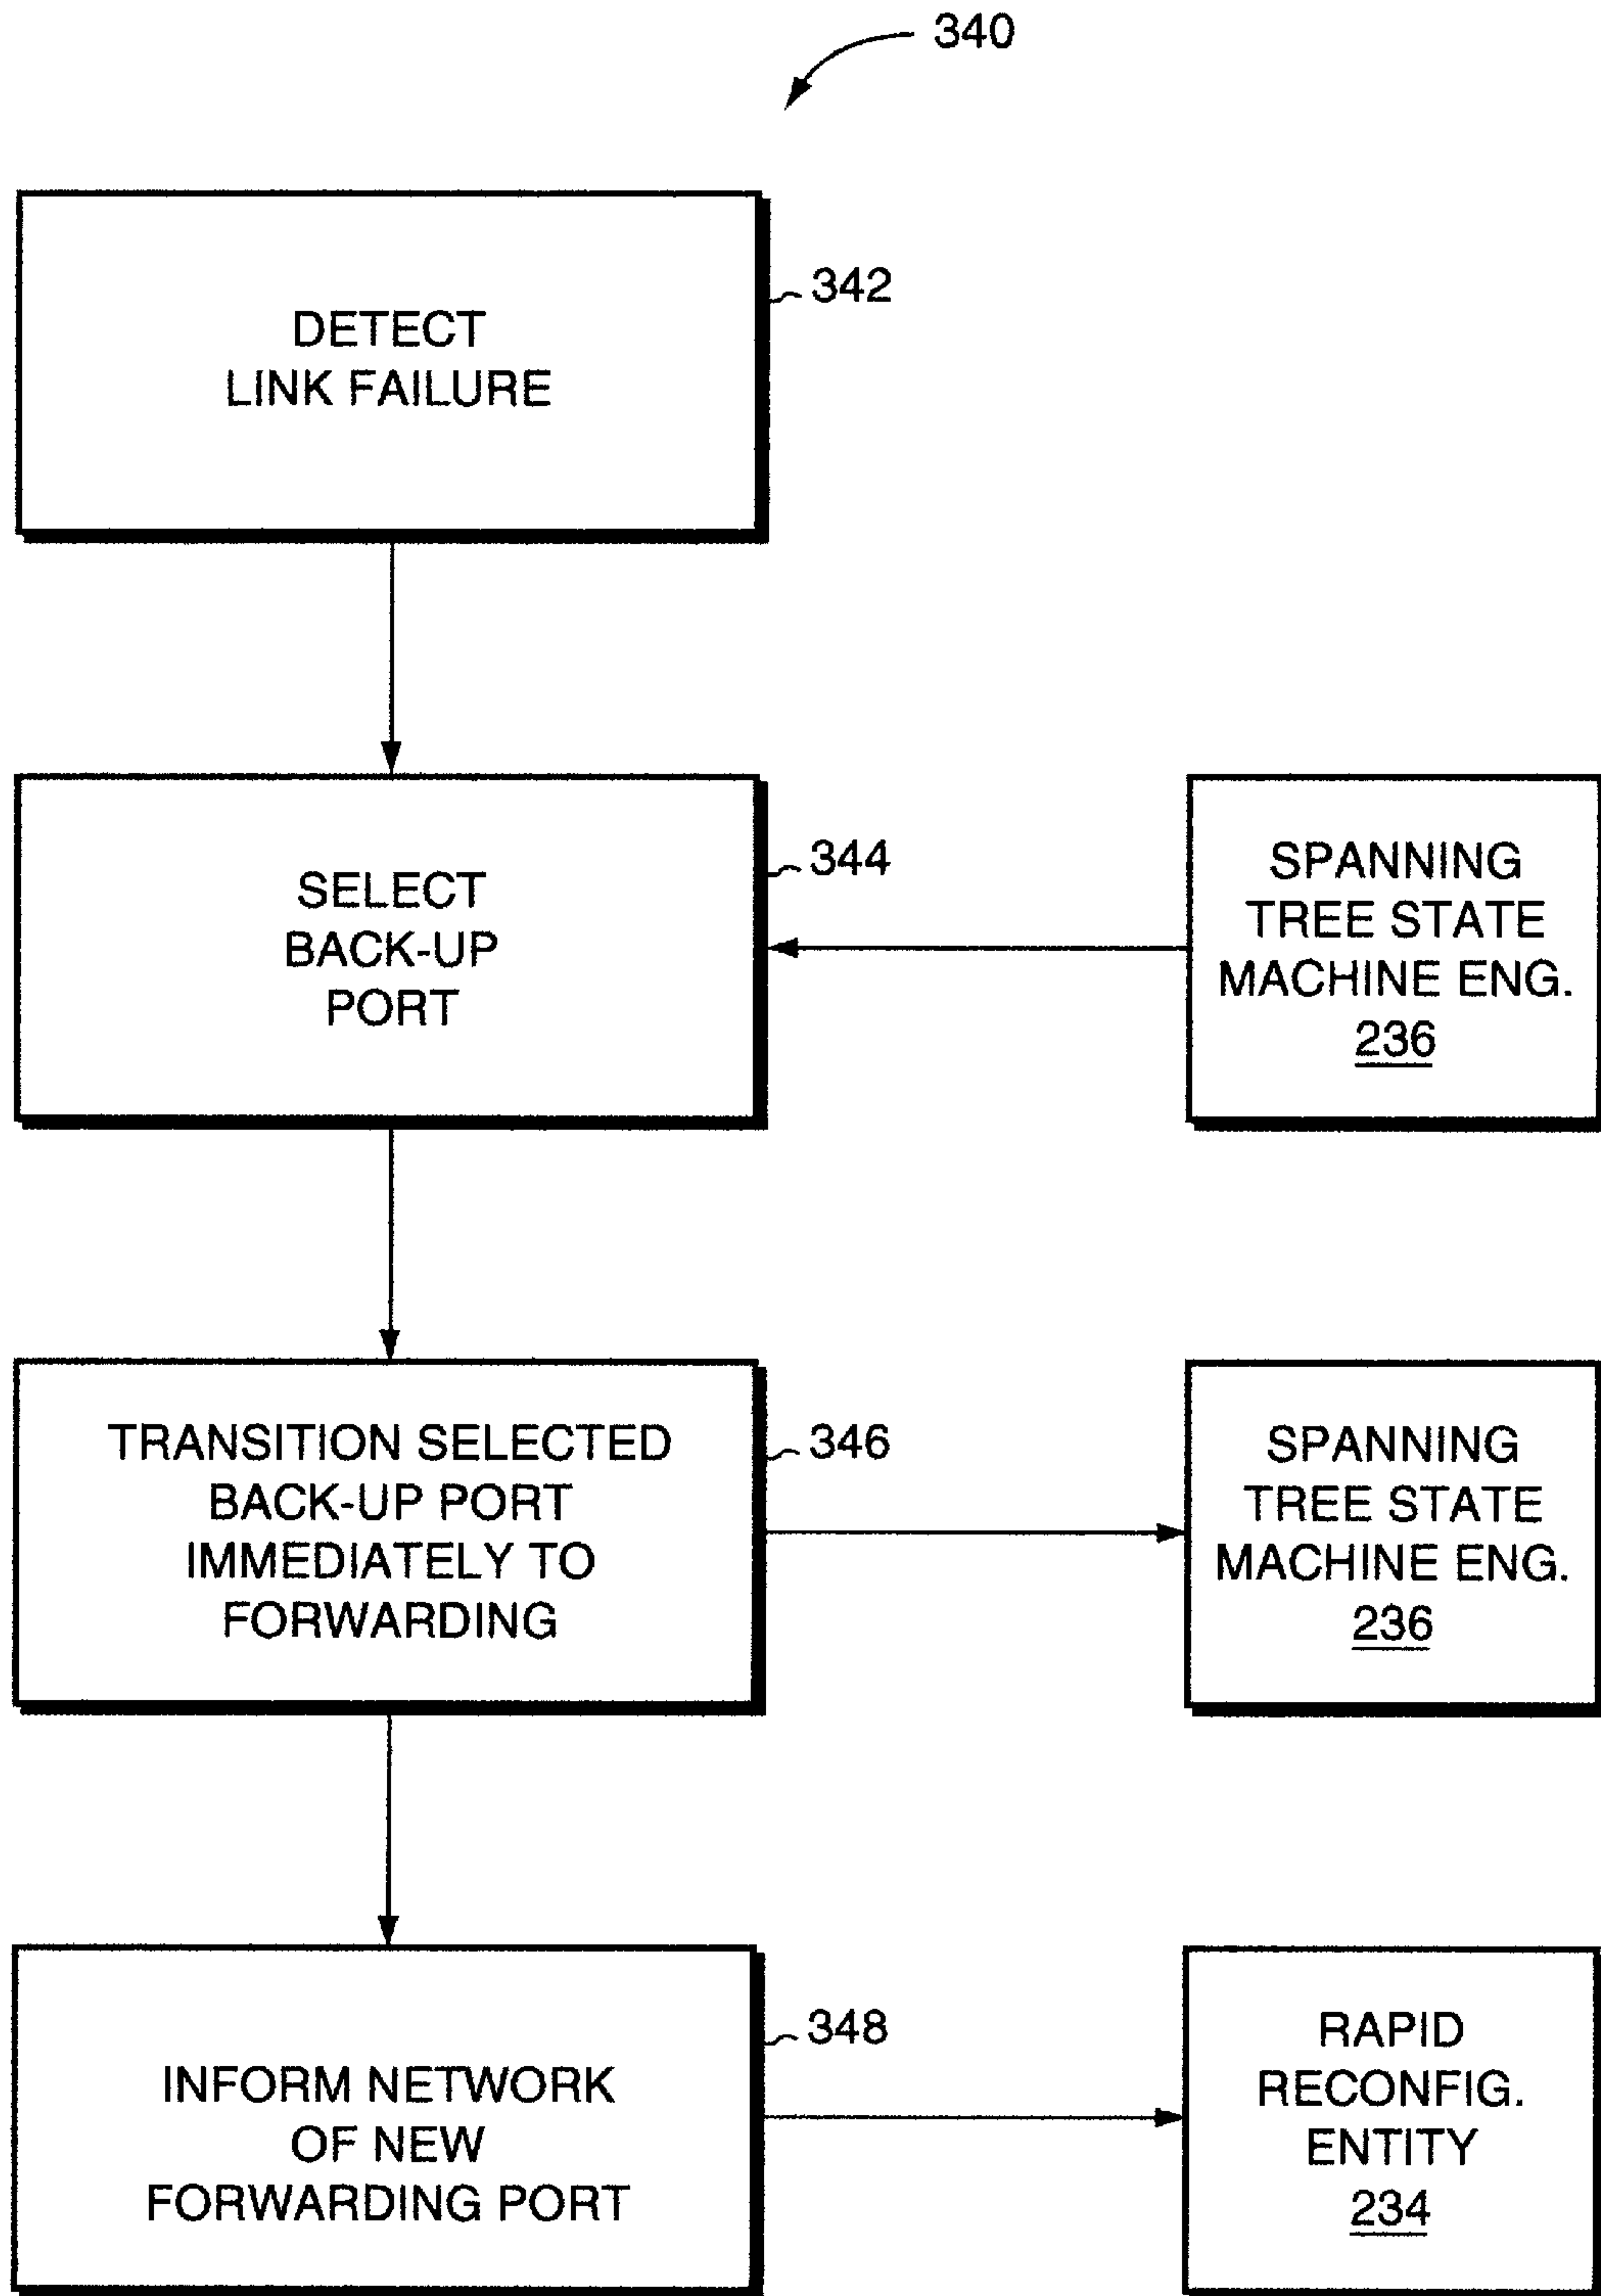 340
DETECT
LINK FAILURE
342
SELECT
BACK-UP
PORT
344
SPANNING
TREE STATE
MACHINE ENG.
236
TRANSITION SELECTED
BACK-UP PORT
IMMEDIATELY TO
FORWARDING
346
SPANNING
TREE STATE
MACHINE ENG.
236
INFORM NETWORK
OF NEW
FORWARDING PORT
348
RAPID
RECONFIG.
ENTITY
234